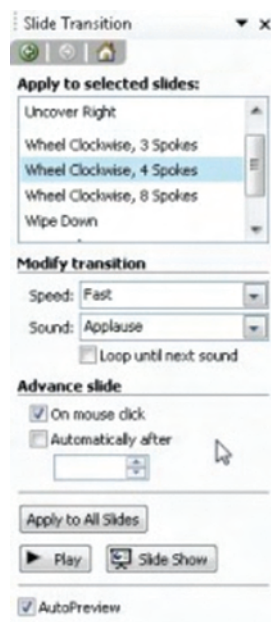 Slide Transition
Apply to selected slides:
Uncover Right
Wheel Clockwise, 3 Spokes
Wheel Clockwise, 4 Spokes
Wheel Clockwise, 8 Spokes
Wipe Down
Modify transition
Speed: Fast
Sound: Applause
Loop until next sound
Advance slide
On mouse click
Automatically after
Apply to All Slides
Play Slide Show
AutoPreview